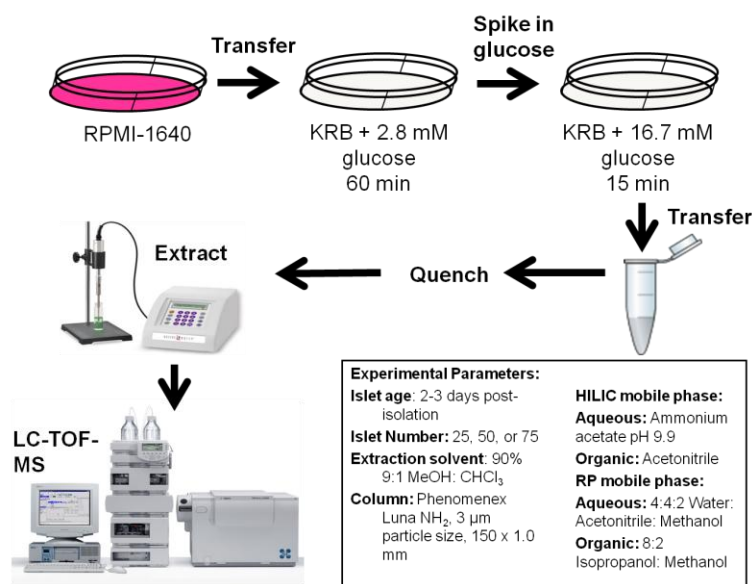 Transfer
Spike in
glucose
RPMI-1640
KRB + 2.8 mM
glucose
60 min
KRB + 16.7 mM
glucose
15 min
Transfer
Quench
Extract
LC-TOF-
MS
Experimental Parameters:
Islet age: 2-3 days post-
isolation
Islet Number: 25, 50, or 75
Extraction solvent: 90%
9:1 MeOH: CHCl₃
Column: Phenomenex
Luna NH₂, 3 µm
particle size, 150 x 1.0
mm
HILIC mobile phase:
Aqueous: Ammonium
acetate pH 9.9
Organic: Acetonitrile
RP mobile phase:
Aqueous: 4:4:2 Water:
Acetonitrile: Methanol
Organic: 8:2
Isopropanol: Methanol